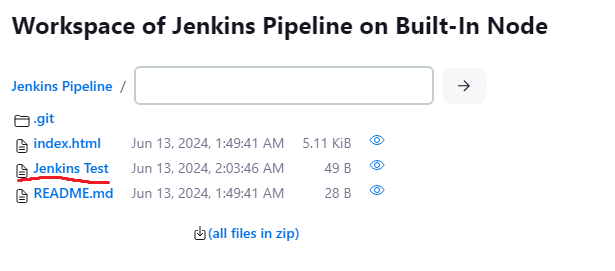 Workspace of Jenkins Pipeline on Built-In Node
Jenkins Pipeline /
.git
index.html Jun 13, 2024, 1:49:41 AM 5.11 KiB
Jenkins Test Jun 13, 2024, 2:03:46 AM 49 B
README.md Jun 13, 2024, 1:49:41 AM 28 B
(all files in zip)